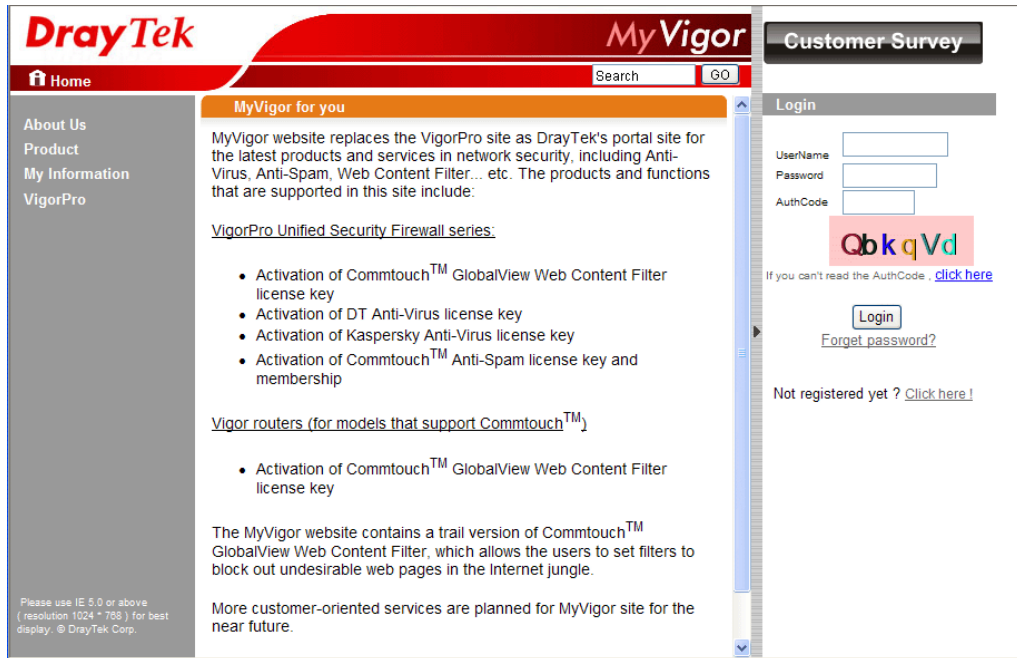 DrayTek
MyVigor
Home
Search
GO
About Us
Product
My Information
VigorPro
Please use IE 5.0 or above
( resolution 1024 * 768 ) for best
display. © DrayTek Corp.
MyVigor for you
MyVigor website replaces the VigorPro site as DrayTek's portal site for
the latest products and services in network security, including Anti-
Virus, Anti-Spam, Web Content Filter... etc. The products and functions
that are supported in this site include:
VigorPro Unified Security Firewall series:
• Activation of Commtouch™ GlobalView Web Content Filter
license key
• Activation of DT Anti-Virus license key
• Activation of Kaspersky Anti-Virus license key
• Activation of Commtouch™ Anti-Spam license key and
membership
Vigor routers (for models that support Commtouch™)
• Activation of Commtouch™ GlobalView Web Content Filter
license key
The MyVigor website contains a trail version of Commtouch™
GlobalView Web Content Filter, which allows the users to set filters to
block out undesirable web pages in the Internet jungle.
More customer-oriented services are planned for MyVigor site for the
near future.
Customer Survey
Login
UserName
Password
AuthCode
QbkqVd
If you can't read the AuthCode , click here
Login
Forget password?
Not registered yet ? Click here !